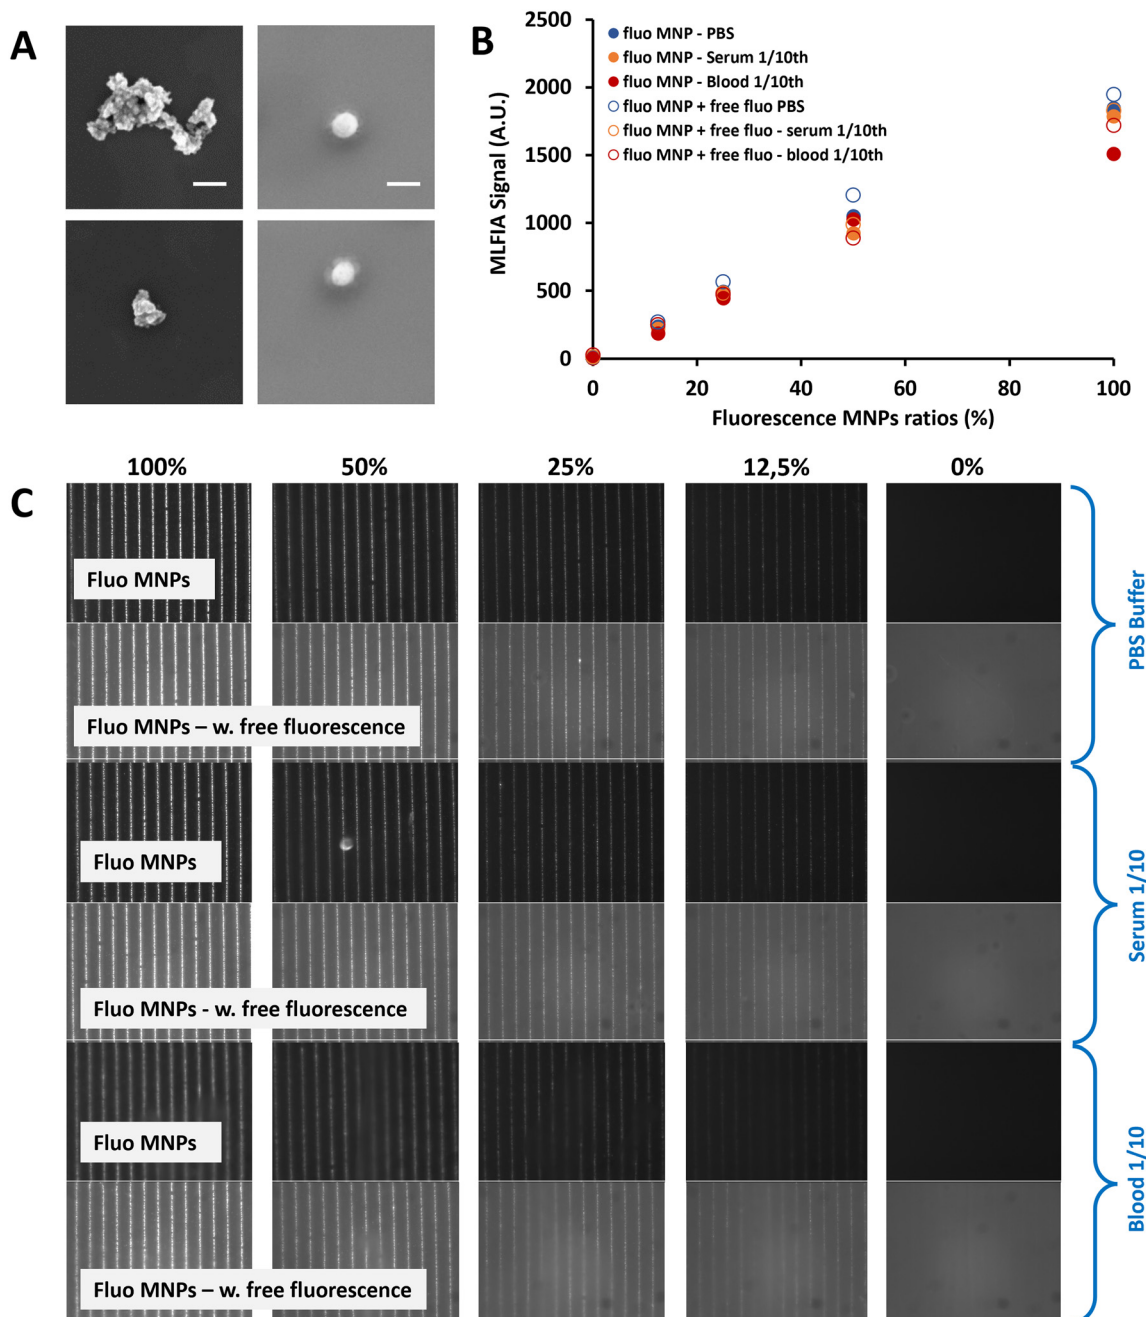 A
B
MLFIA Signal (A.U.)
2500
2000
1500
1000
500
0
fluo MNP - PBS
fluo MNP - Serum 1/10th
fluo MNP - Blood 1/10th
fluo MNP + free fluo PBS
fluo MNP + free fluo - serum 1/10th
fluo MNP + free fluo - blood 1/10th
0 20 40 60 80 100
Fluorescence MNPs ratios (%)
C
100% 50% 25% 12,5% 0%
Fluo MNPs
Fluo MNPs – w. free fluorescence
PBS Buffer
Fluo MNPs
Fluo MNPs - w. free fluorescence
Serum 1/10
Fluo MNPs
Fluo MNPs – w. free fluorescence
Blood 1/10